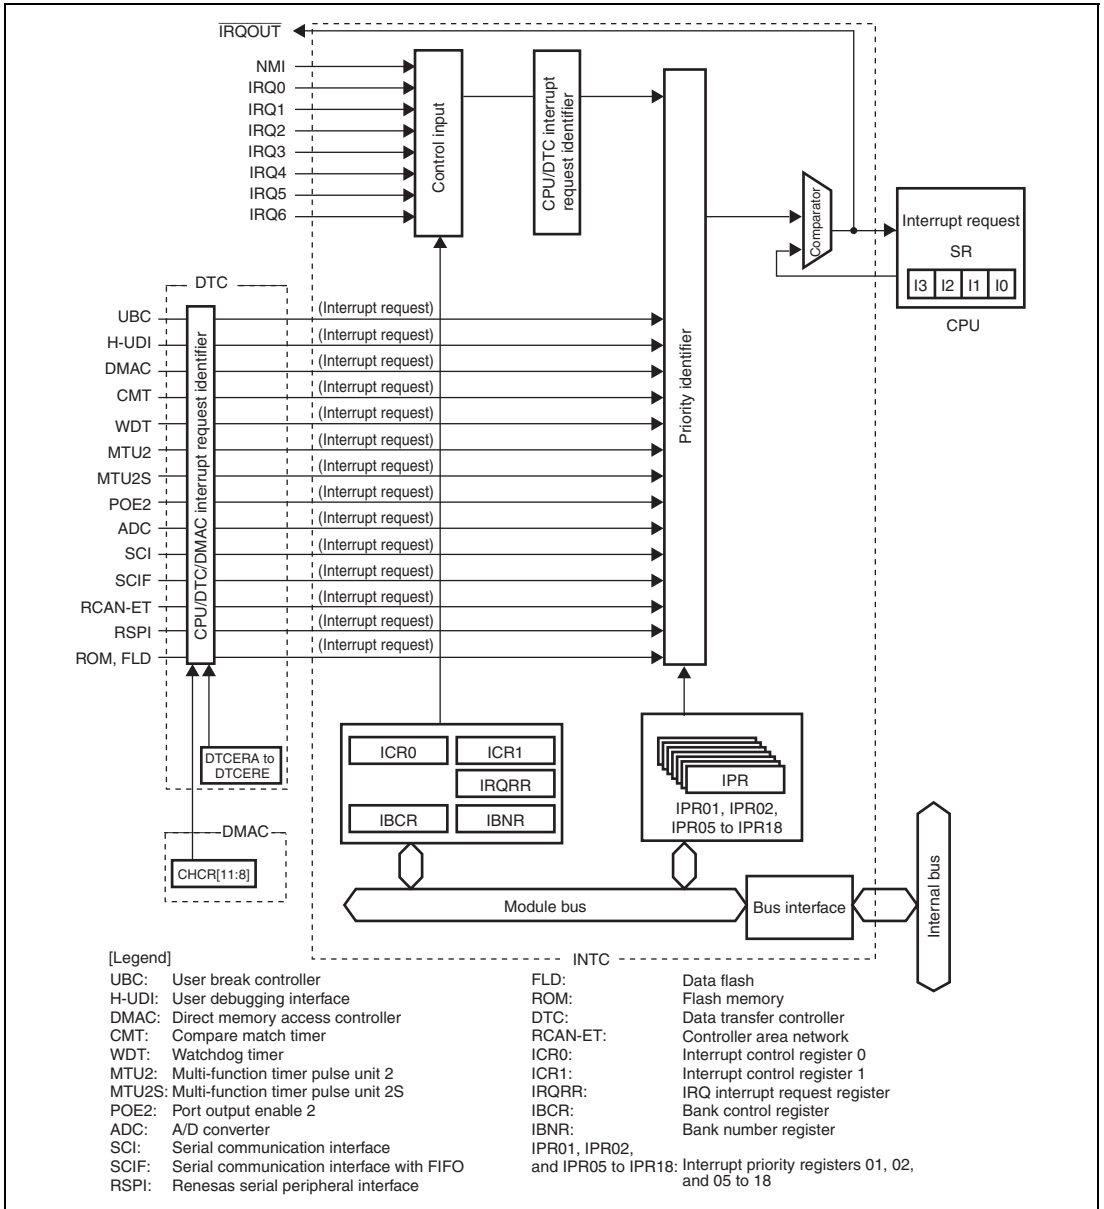 IRQOUT
NMI
IRQ0
IRQ1
IRQ2
IRQ3
IRQ4
IRQ5
IRQ6
Control input
CPU/DTC interrupt
request identifier
Comparator
Interrupt request
SR
I3 I2 I1 I0
CPU
DTC
UBC
H-UDI
DMAC
CMT
WDT
MTU2
MTU2S
POE2
ADC
SCI
SCIF
RCAN-ET
RSPI
ROM, FLD
CPU/DTC/DMAC interrupt request identifier
(Interrupt request)
(Interrupt request)
(Interrupt request)
(Interrupt request)
(Interrupt request)
(Interrupt request)
(Interrupt request)
(Interrupt request)
(Interrupt request)
(Interrupt request)
(Interrupt request)
(Interrupt request)
(Interrupt request)
(Interrupt request)
Priority identifier
DTCERA to
DTCERE
DMAC
CHCR[11:8]
ICR0
ICR1
IRQRR
IBCR
IBNR
IPR
IPR01, IPR02,
IPR05 to IPR18
Module bus
Bus interface
Internal bus
INTC
[Legend]
UBC: User break controller
H-UDI: User debugging interface
DMAC: Direct memory access controller
CMT: Compare match timer
WDT: Watchdog timer
MTU2: Multi-function timer pulse unit 2
MTU2S: Multi-function timer pulse unit 2S
POE2: Port output enable 2
ADC: A/D converter
SCI: Serial communication interface
SCIF: Serial communication interface with FIFO
RSPI: Renesas serial peripheral interface
FLD: Data flash
ROM: Flash memory
DTC: Data transfer controller
RCAN-ET: Controller area network
ICR0: Interrupt control register 0
ICR1: Interrupt control register 1
IRQRR: IRQ interrupt request register
IBCR: Bank control register
IBNR: Bank number register
IPR01, IPR02,
and IPR05 to IPR18: Interrupt priority registers 01, 02,
and 05 to 18